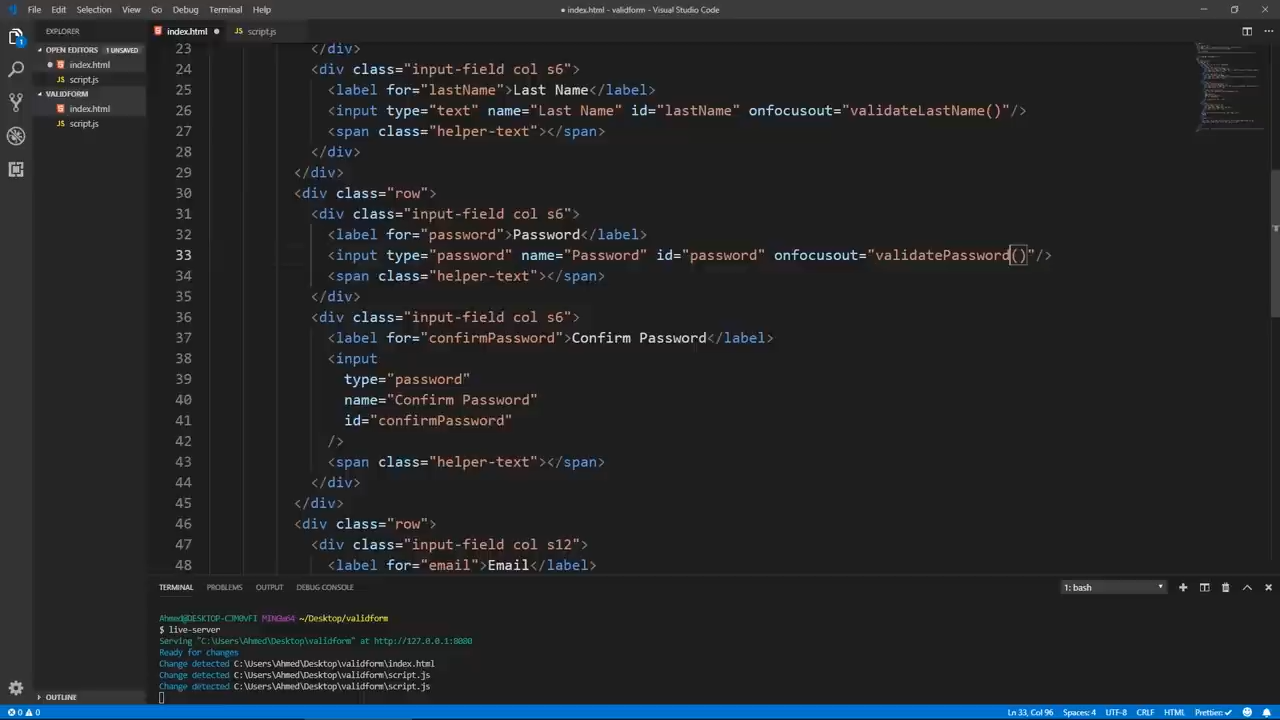 File Edit Selection View Go Debug Terminal Help
● index.html - validform - Visual Studio Code
EXPLORER
OPEN EDITORS 1 UNSAVED
index.html
script.js
VALIDFORM
index.html
script.js
OUTLINE
index.html script.js
23 </div>
24 <div class="input-field col s6">
25 <label for="lastName">Last Name</label>
26 <input type="text" name="Last Name" id="lastName" onfocusout="validateLastName()"/>
27 <span class="helper-text"></span>
28 </div>
29 </div>
30 <div class="row">
31 <div class="input-field col s6">
32 <label for="password">Password</label>
33 <input type="password" name="Password" id="password" onfocusout="validatePassword()"/>
34 <span class="helper-text"></span>
35 </div>
36 <div class="input-field col s6">
37 <label for="confirmPassword">Confirm Password</label>
38 <input
39 type="password"
40 name="Confirm Password"
41 id="confirmPassword"
42 />
43 <span class="helper-text"></span>
44 </div>
45 </div>
46 <div class="row">
47 <div class="input-field col s12">
48 <label for="email">Email</label>
TERMINAL PROBLEMS OUTPUT DEBUG CONSOLE
1: bash
Ahmed@DESKTOP-CJM0vFI MINGw64 ~/Desktop/validform
$ live-server
Serving "C:\Users\Ahmed\Desktop\validform" at http://127.0.0.1:8080
Ready for changes
Change detected C:\Users\Ahmed\Desktop\validform\index.html
Change detected C:\Users\Ahmed\Desktop\validform\script.js
Change detected C:\Users\Ahmed\Desktop\validform\script.js
0 0
Ln 33, Col 96 Spaces: 4 UTF-8 CRLF HTML Prettier: ✓